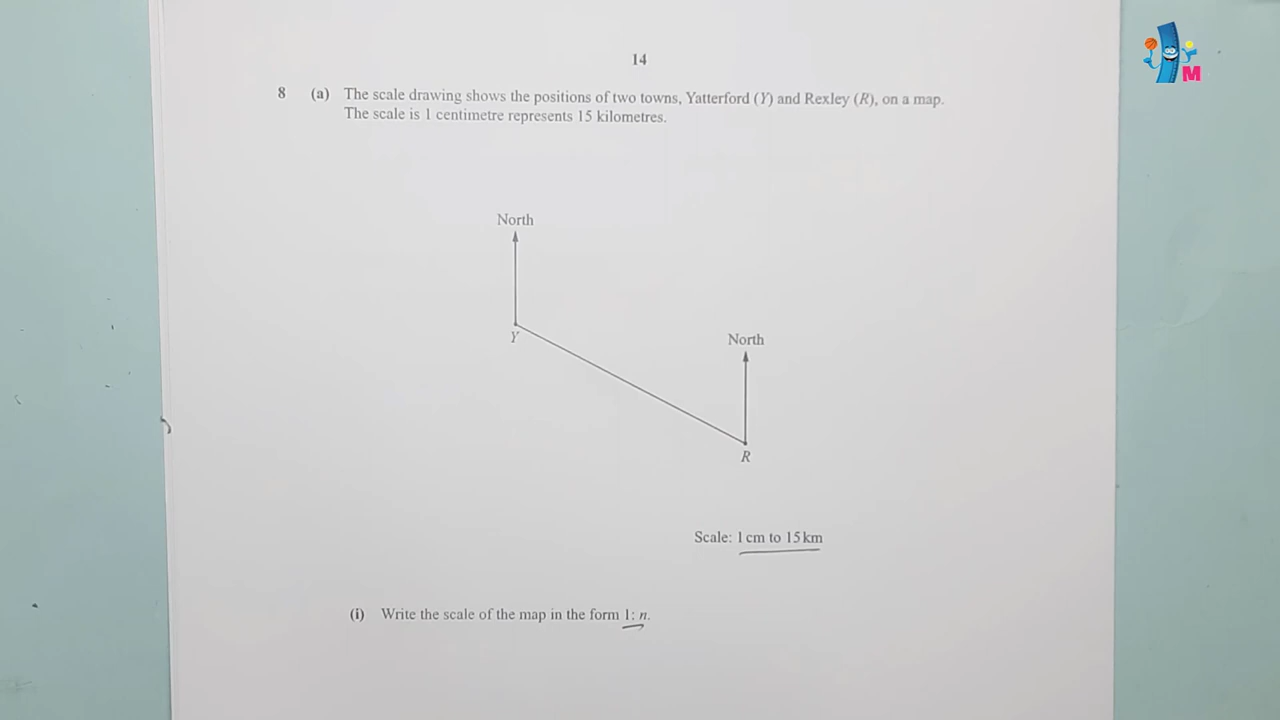 14
8 (a) The scale drawing shows the positions of two towns, Yatterford (Y) and Rexley (R), on a map.
The scale is 1 centimetre represents 15 kilometres.
North
Y
North
R
Scale: 1 cm to 15 km
(i) Write the scale of the map in the form 1: n.
M